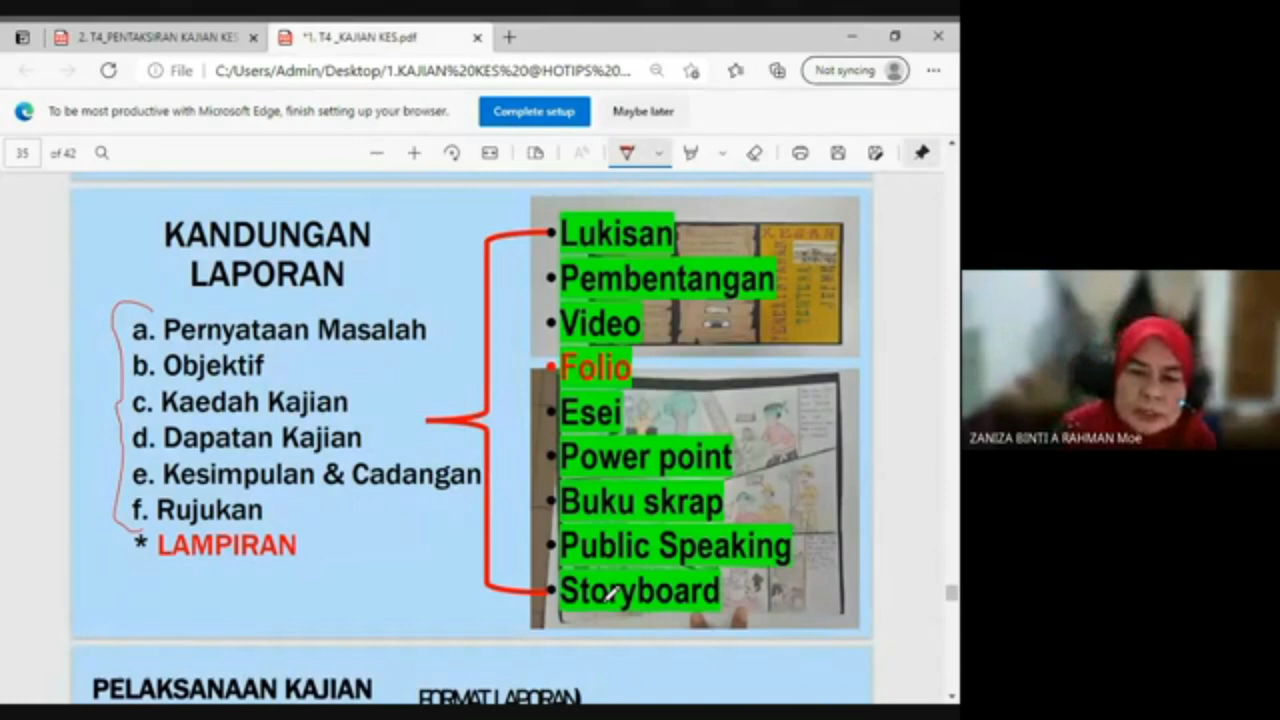 2. T4_PENTAKSIRAN KAJIAN KES
*1. T4 _KAJIAN KES.pdf
File
C:/Users/Admin/Desktop/1.KAJIAN%20KES%20@HOTIPS%20...
Not syncing
To be most productive with Microsoft Edge, finish setting up your browser.
Complete setup
Maybe later
35 of 42
KANDUNGAN
LAPORAN
a. Pernyataan Masalah
b. Objektif
c. Kaedah Kajian
d. Dapatan Kajian
e. Kesimpulan & Cadangan
f. Rujukan
* LAMPIRAN
•Lukisan
•Pembentangan
•Video
•Folio
•Esei
•Power point
•Buku skrap
•Public Speaking
•Storyboard
PELAKSANAAN KAJIAN
FORMAT LAPORAN)
ZANIZA BINTI A RAHMAN Moe